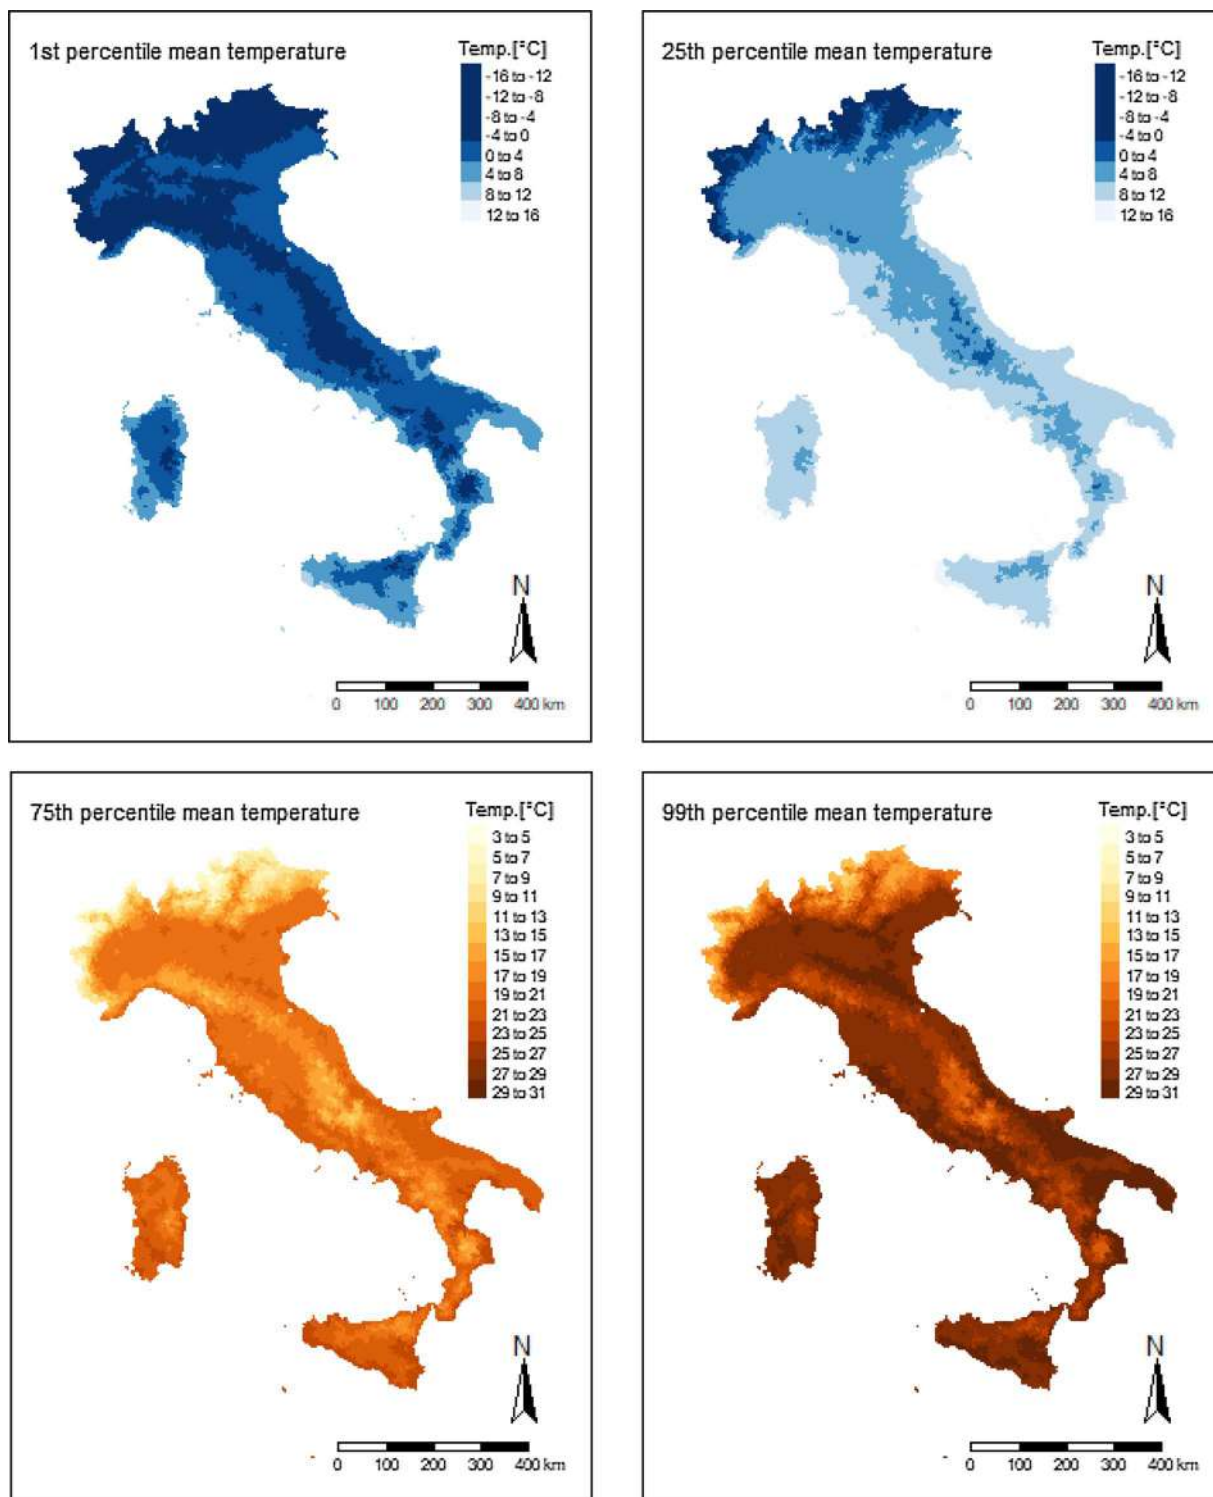 1st percentile mean temperature
Temp.[°C]
-16 to -12
-12 to -8
-8 to -4
-4 to 0
0 to 4
4 to 8
8 to 12
12 to 16
N
0 100 200 300 400 km
25th percentile mean temperature
Temp.[°C]
-16 to -12
-12 to -8
-8 to -4
-4 to 0
0 to 4
4 to 8
8 to 12
12 to 16
N
0 100 200 300 400 km
75th percentile mean temperature
Temp.[°C]
3 to 5
5 to 7
7 to 9
9 to 11
11 to 13
13 to 15
15 to 17
17 to 19
19 to 21
21 to 23
23 to 25
25 to 27
27 to 29
29 to 31
N
0 100 200 300 400 km
99th percentile mean temperature
Temp.[°C]
3 to 5
5 to 7
7 to 9
9 to 11
11 to 13
13 to 15
15 to 17
17 to 19
19 to 21
21 to 23
23 to 25
25 to 27
27 to 29
29 to 31
N
0 100 200 300 400 km